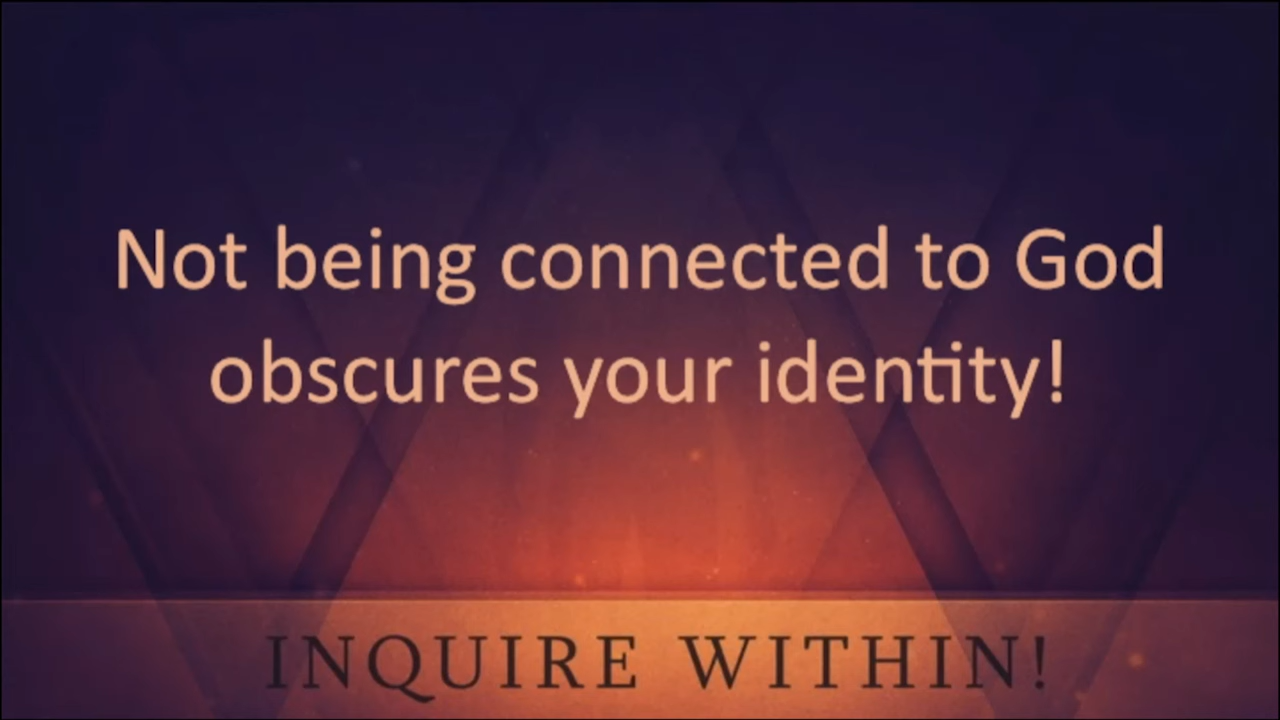 Not being connected to God
obscures your identity!
INQUIRE WITHIN!